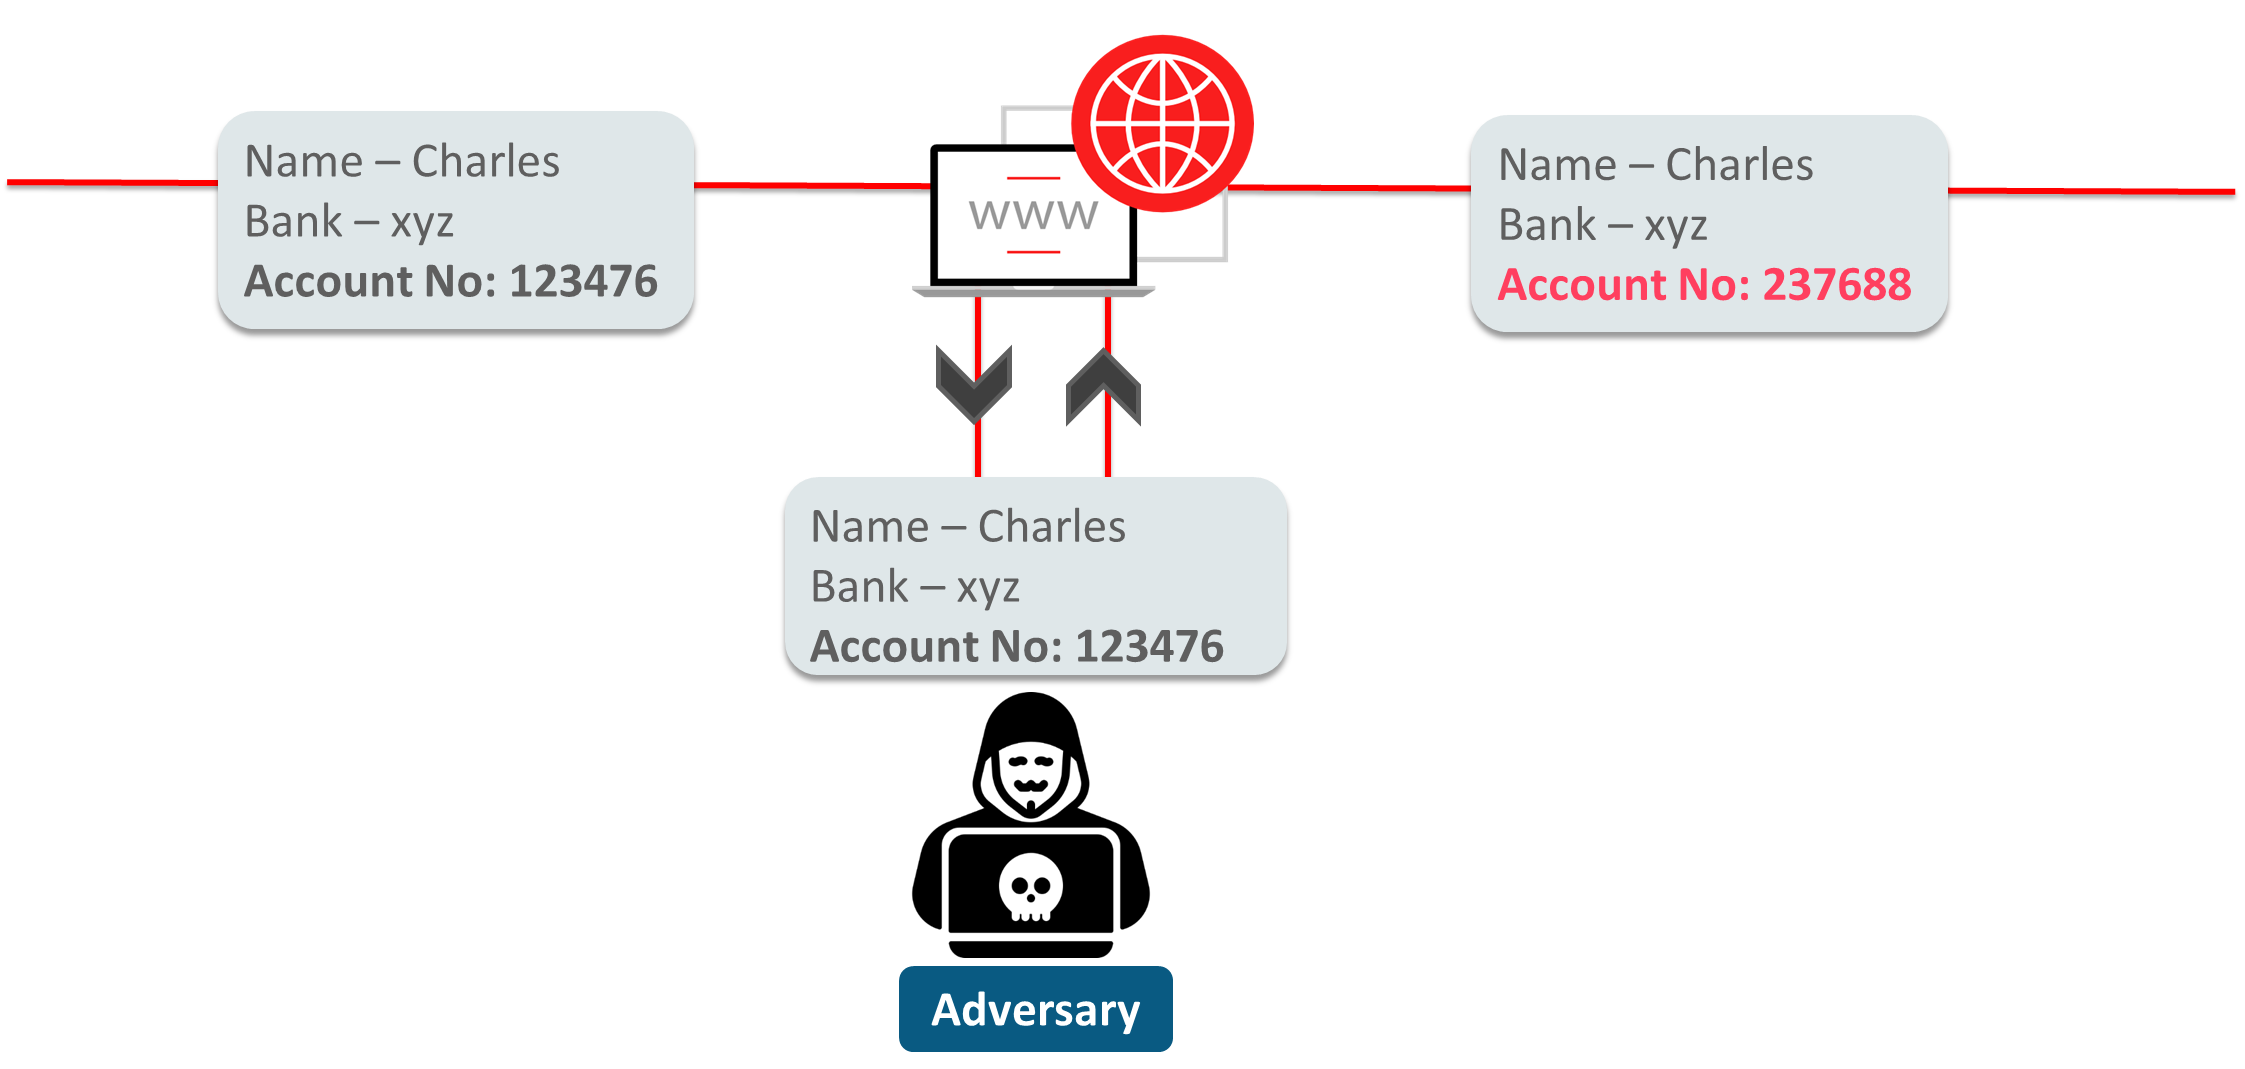 Name – Charles
Bank – xyz
Account No: 123476
www
Name – Charles
Bank – xyz
Account No: 237688
Name – Charles
Bank – xyz
Account No: 123476
Adversary